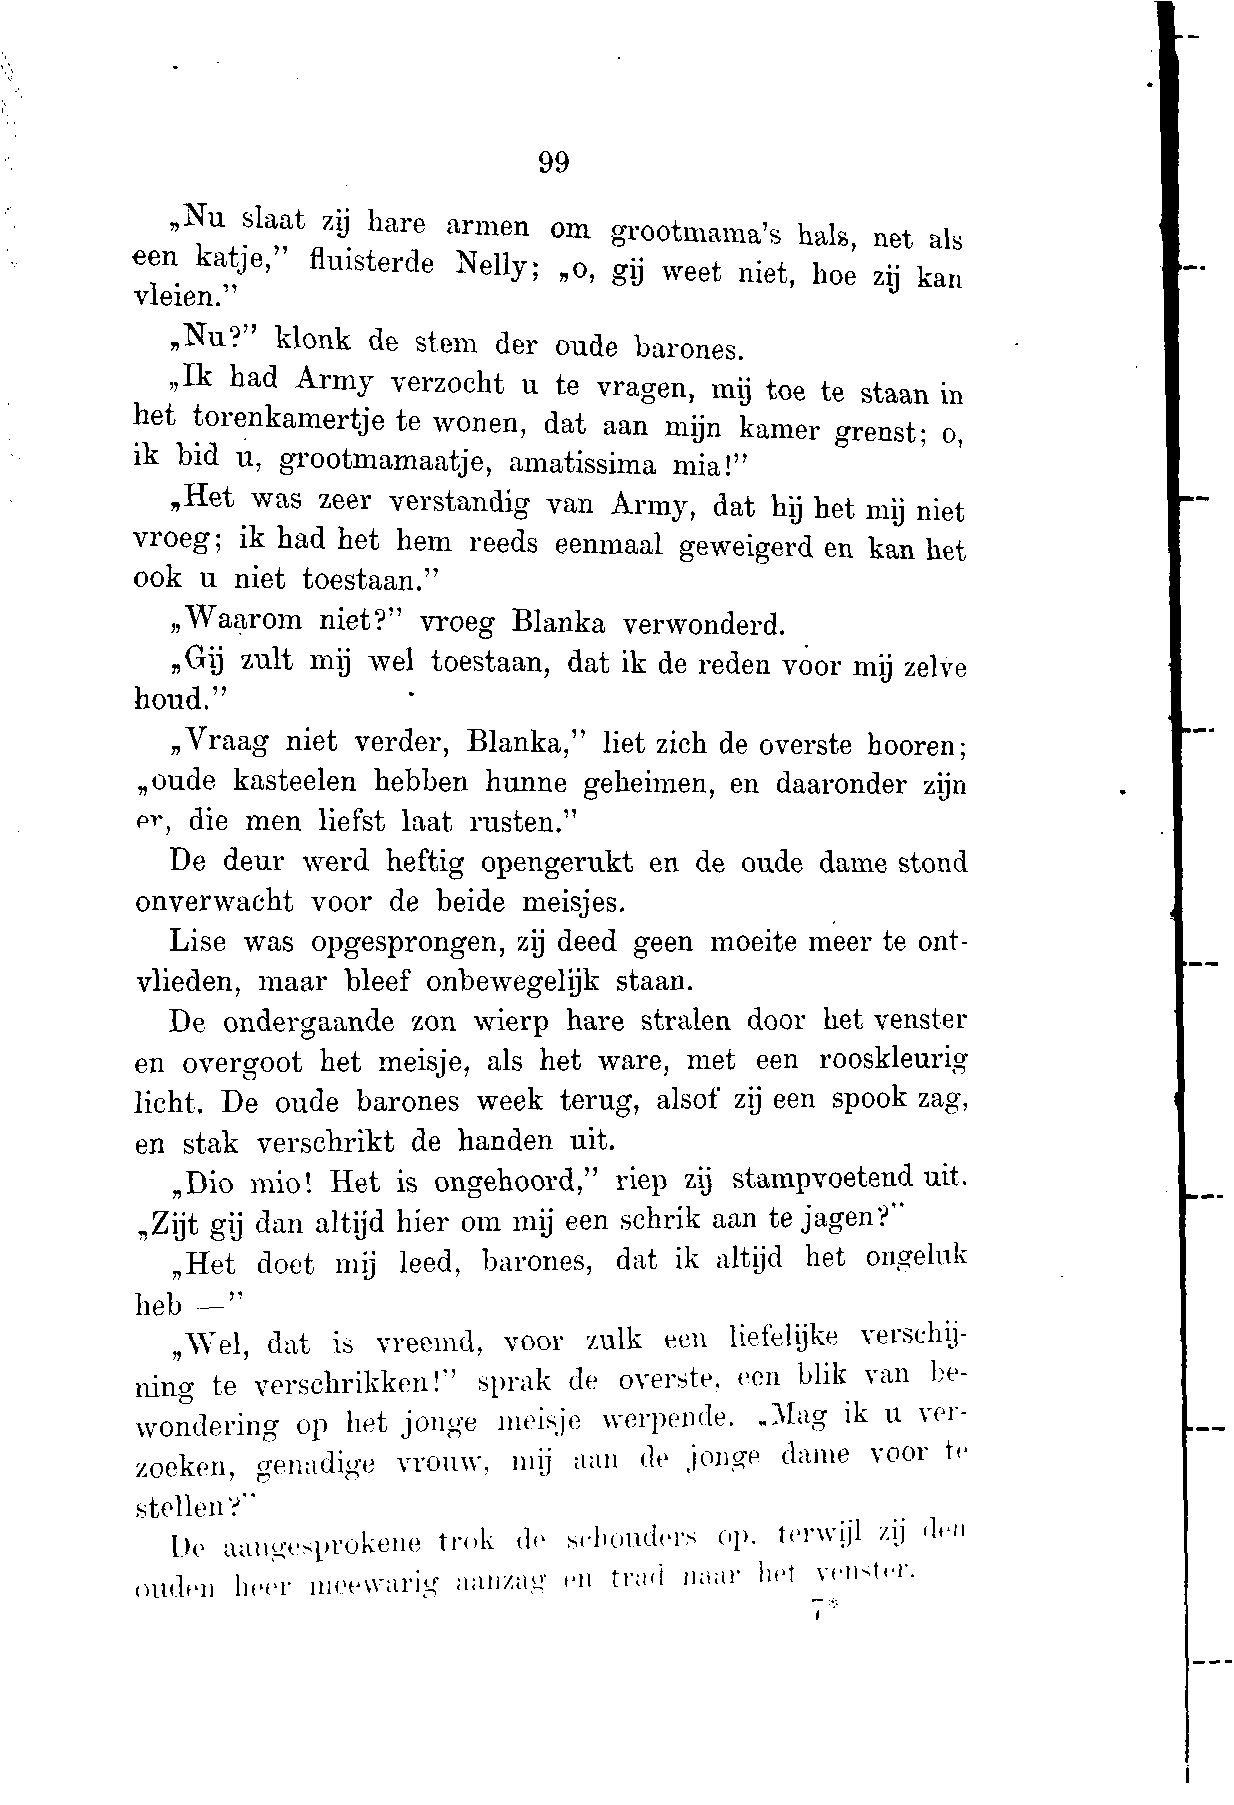 99
„Nu slaat zij hare armen om grootmama's hals, net als
een katje,” fluisterde Nelly; „o, gij weet niet, hoe zij kan
vleien.”
„Nu?” klonk de stem der oude barones.
„Ik had Army verzocht u te vragen, mij toe te staan in
het torenkamertje te wonen, dat aan mijn kamer grenst; o,
ik bid u, grootmamaatje, amatissima mia!”
„Het was zeer verstandig van Army, dat hij het mij niet
vroeg; ik had het hem reeds eenmaal geweigerd en kan het
ook u niet toestaan.”
„Waarom niet?” vroeg Blanka verwonderd.
„Gij zult mij wel toestaan, dat ik de reden voor mij zelve
houd.”
„Vraag niet verder, Blanka,” liet zich de overste hooren;
„oude kasteelen hebben hunne geheimen, en daaronder zijn
er, die men liefst laat rusten.”
De deur werd heftig opengerukt en de oude dame stond
onverwacht voor de beide meisjes.
Lise was opgesprongen, zij deed geen moeite meer te ont-
vlieden, maar bleef onbewegelijk staan.
De ondergaande zon wierp hare stralen door het venster
en overgoot het meisje, als het ware, met een rooskleurig
licht. De oude barones week terug, alsof zij een spook zag,
en stak verschrikt de handen uit.
„Dio mio! Het is ongehoord,” riep zij stampvoetend uit.
„Zijt gij dan altijd hier om mij een schrik aan te jagen?”
„Het doet mij leed, barones, dat ik altijd het ongeluk
heb —”
„Wel, dat is vreemd, voor zulk een liefelijke verschij-
ning te verschrikken!” sprak de overste, een blik van be-
wondering op het jonge meisje werpende. „Mag ik u ver-
zoeken, genadige vrouw, mij aan de jonge dame voor te
stellen?”
De aangesprokene trok de schouders op, terwijl zij den
ouden heer meewarig aanzag en trad naar het venster.
7*